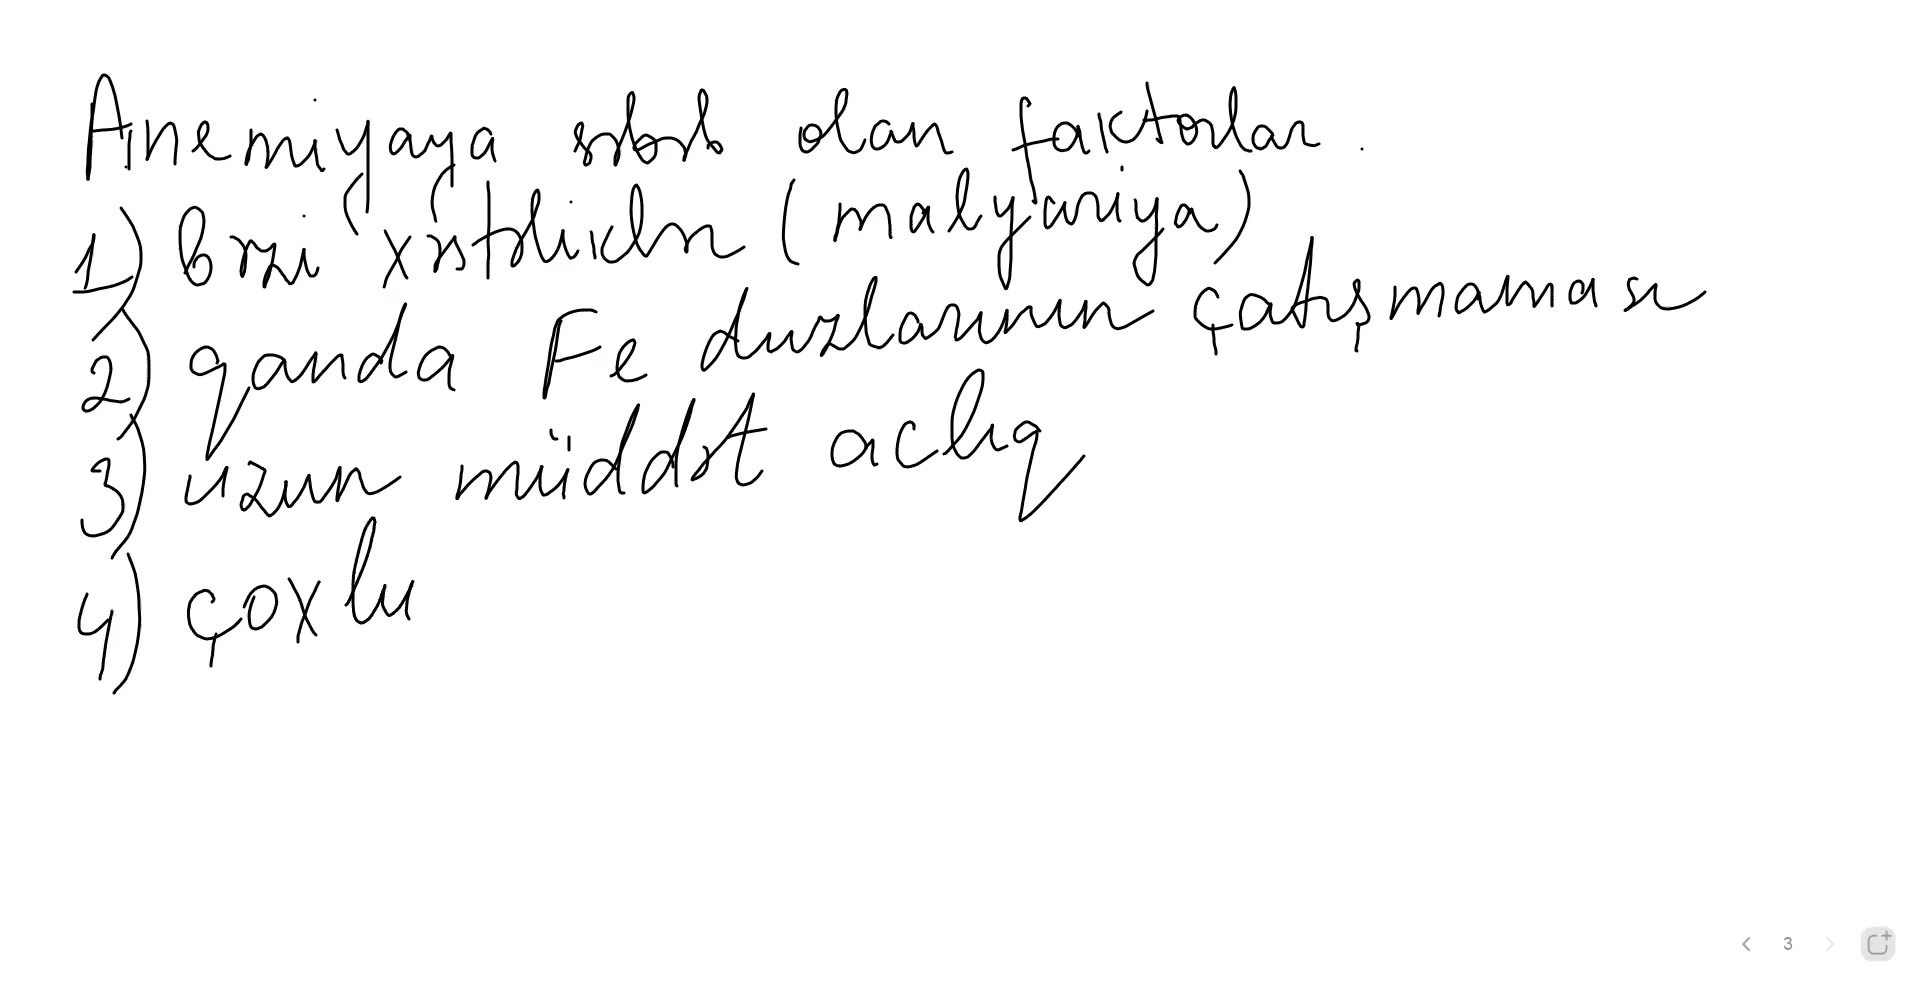 Anemiyaya səbəb olan faktorlar.
1) bəzi xəstəliklər (malyariya)
2) qanda Fe duzlarının çatışmaması
3) uzun müddət aclıq
4) çoxlu
3